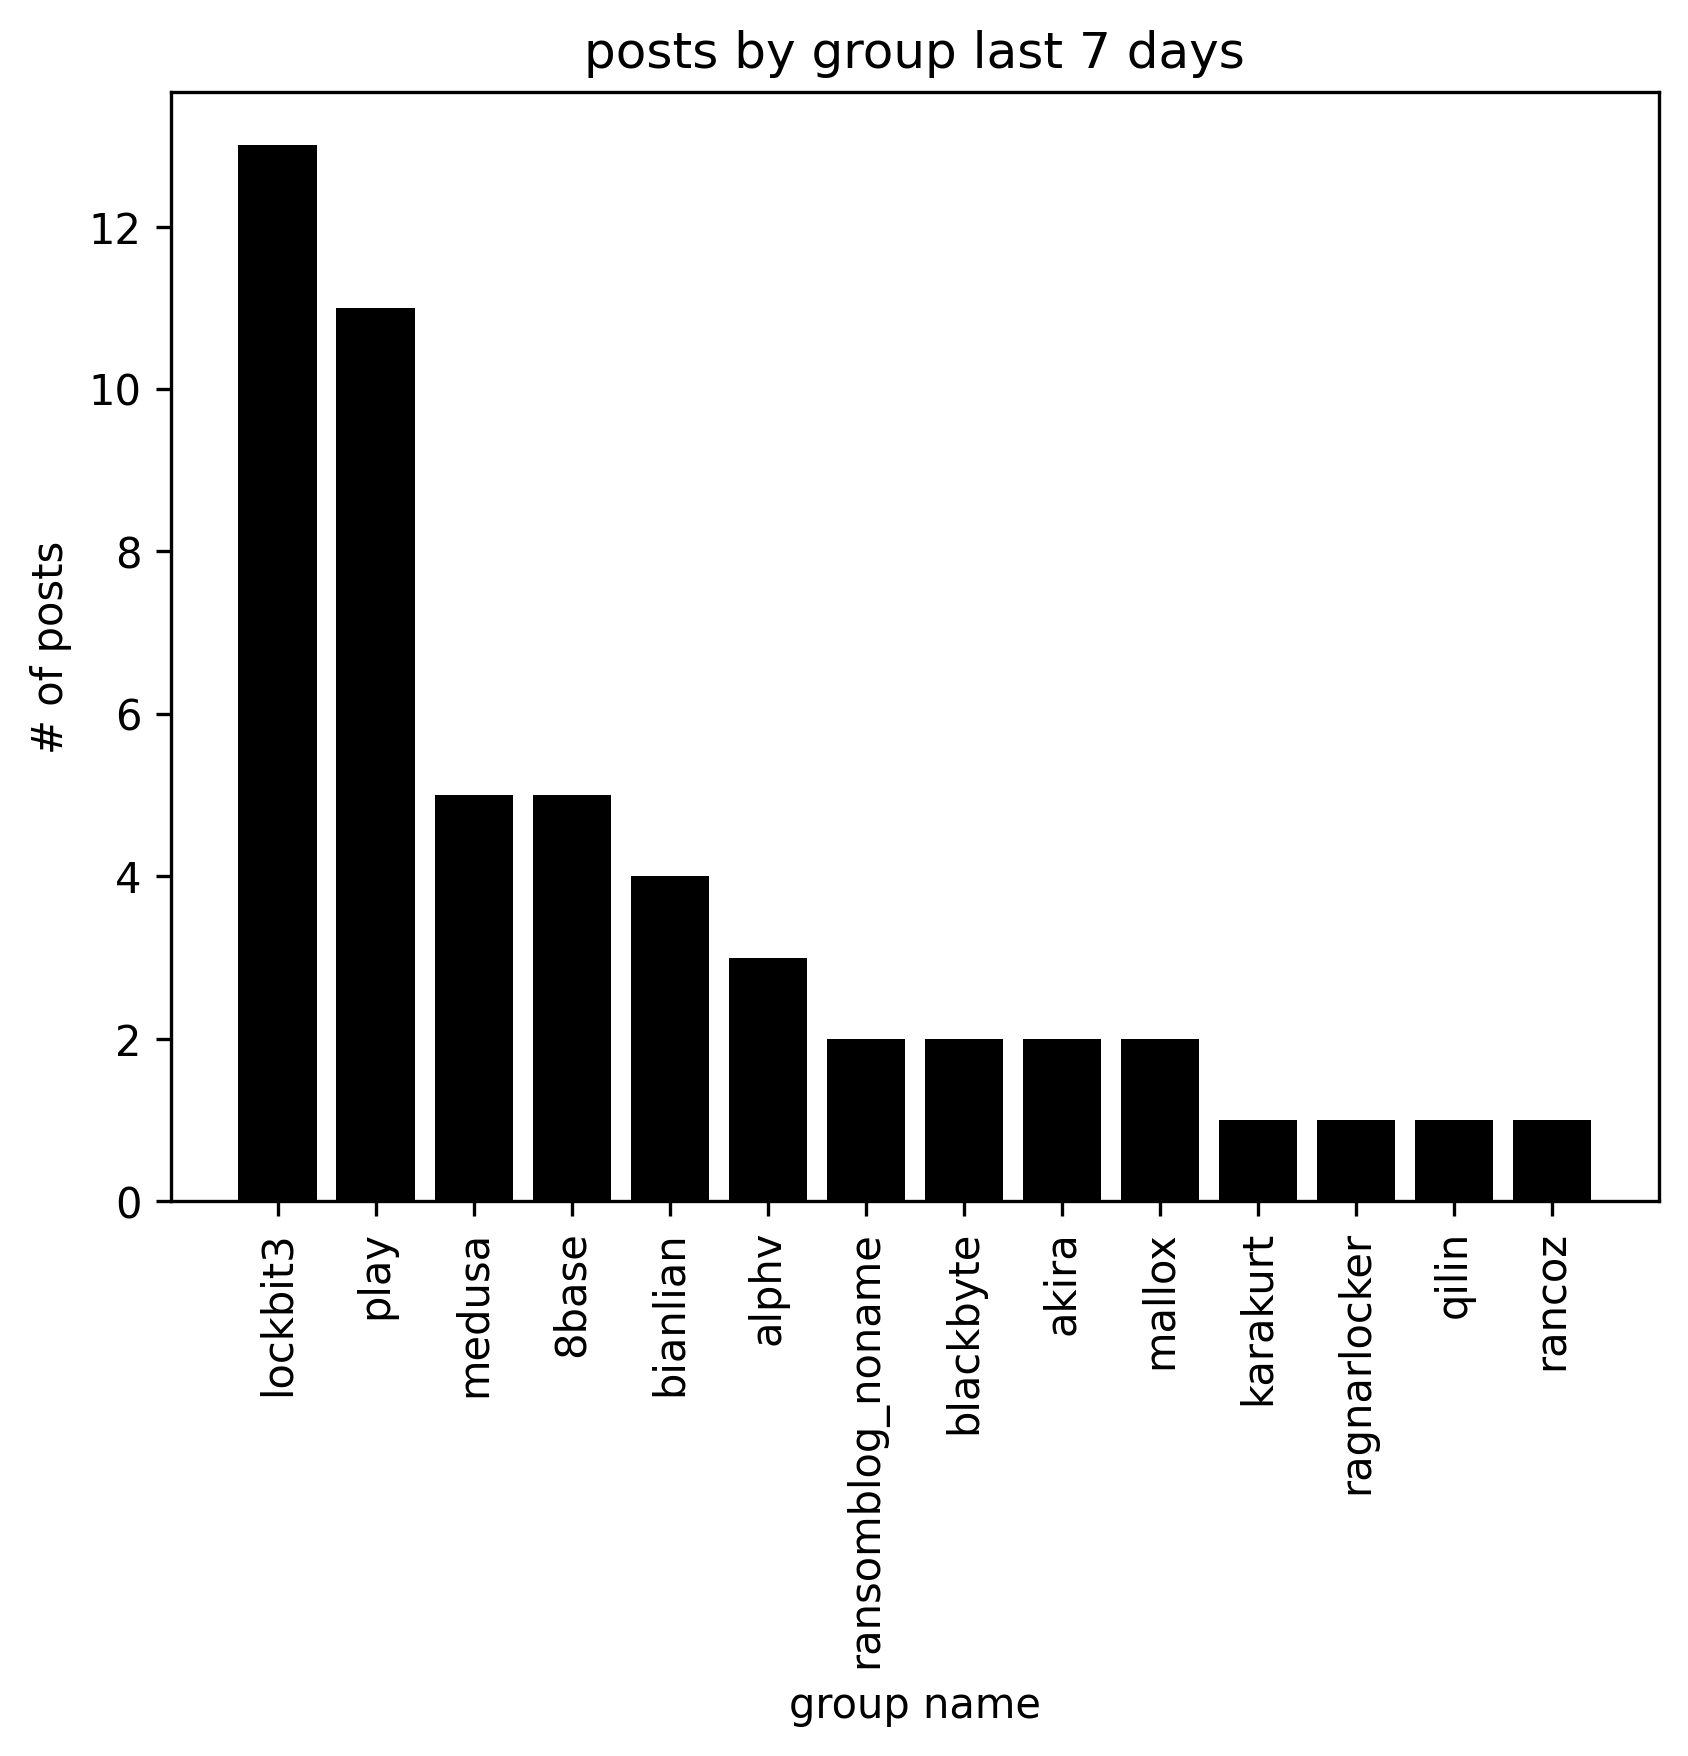 posts by group last 7 days
# of posts
12
10
8
6
4
2
0
lockbit3
play
medusa
8base
bianlian
alphv
ransomblog_noname
blackbyte
akira
mallox
karakurt
ragnarlocker
qilin
rancoz
group name